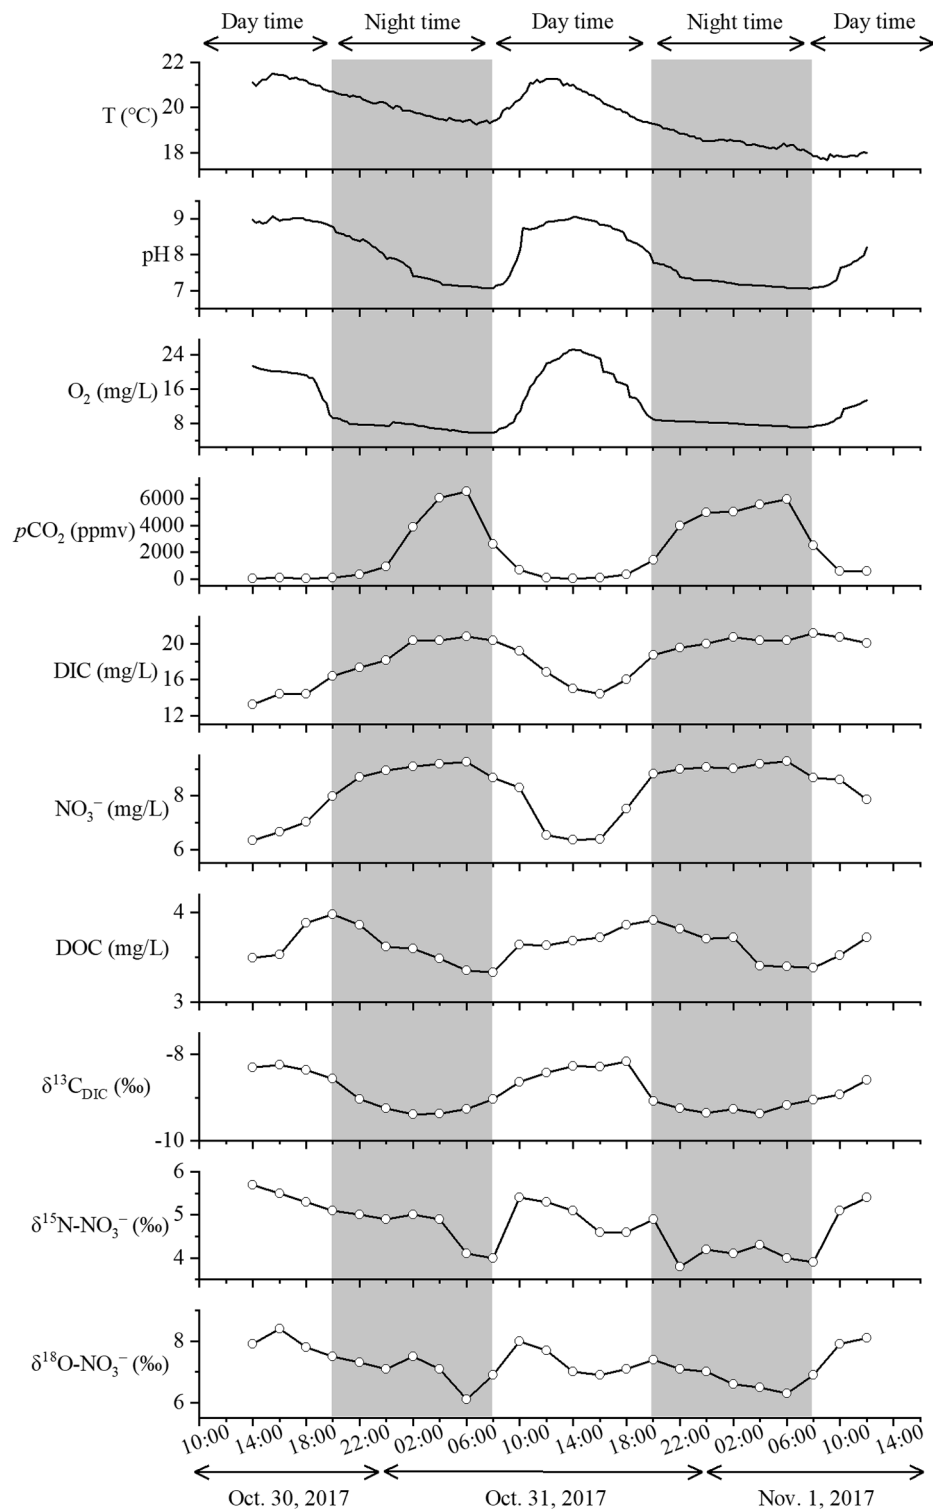 Day time Night time Day time Night time Day time
22
20
18
T (°C)
9
8
7
pH
24
16
8
O₂ (mg/L)
6000
4000
2000
0
pCO₂ (ppmv)
20
16
12
DIC (mg/L)
8
6
NO₃⁻ (mg/L)
4
3
DOC (mg/L)
-8
-10
δ¹³C_DIC (‰)
6
5
4
δ¹⁵N-NO₃⁻ (‰)
8
6
δ¹⁸O-NO₃⁻ (‰)
10:00 14:00 18:00 22:00 02:00 06:00 10:00 14:00 18:00 22:00 02:00 06:00 10:00 14:00
Oct. 30, 2017 Oct. 31, 2017 Nov. 1, 2017